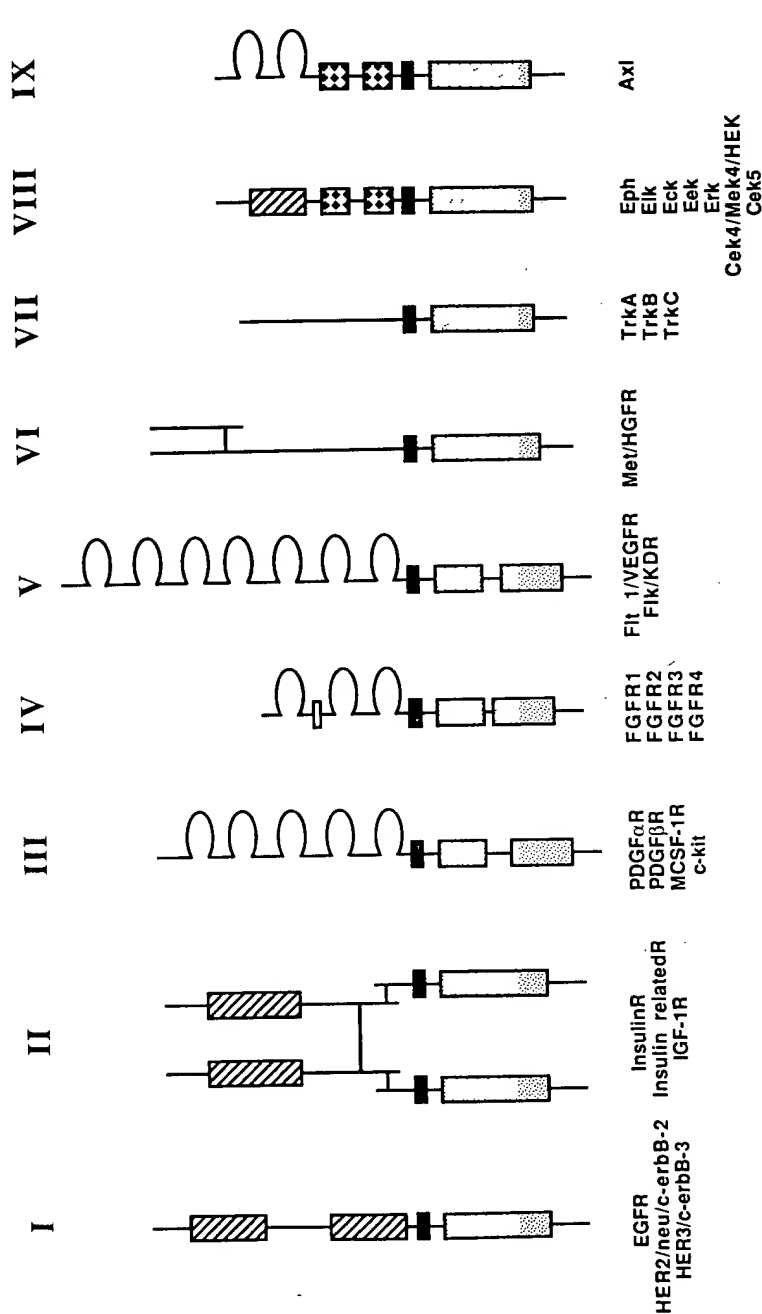 I
EGFR
HER2/neu/c-erbB-2
HER3/c-erbB-3
II
InsulinR
Insulin relatedR
IGF-1R
III
PDGFαR
PDGFβR
MCSF-1R
c-kit
IV
FGFR1
FGFR2
FGFR3
FGFR4
V
Flt 1/VEGFR
Flk/KDR
VI
Met/HGFR
VII
TrkA
TrkB
TrkC
VIII
Eph
Elk
Eck
Eek
Erk
Cek4/Mek4/HEK
Cek5
IX
Axl